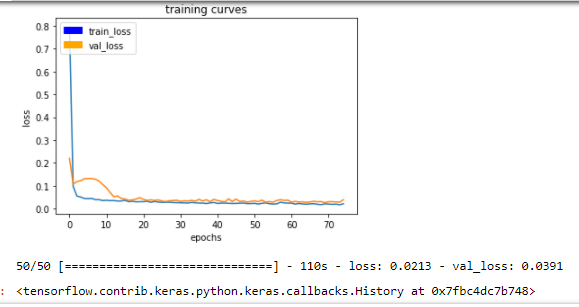 training curves
train_loss
val_loss
0.8
0.7
0.6
0.5
0.4
0.3
0.2
0.1
0.0
loss
0 10 20 30 40 50 60 70
epochs
50/50 [==============================] - 110s - loss: 0.0213 - val_loss: 0.0391
: <tensorflow.contrib.keras.python.keras.callbacks.History at 0x7fbc4dc7b748>